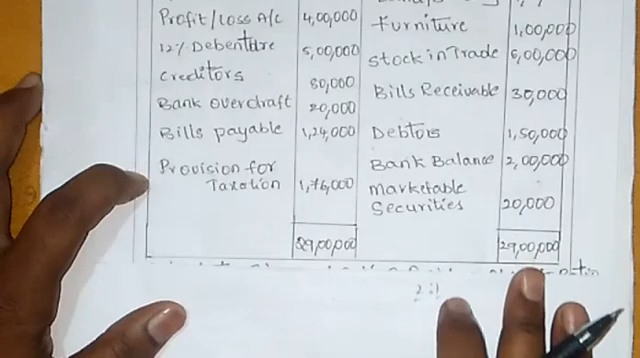 Profit/Loss A/c 4,00,000
Furniture 1,00,000
12% Debenture 5,00,000
Stock in Trade 6,00,000
Creditors 80,000
Bills Receivable 30,000
Bank Overdraft 20,000
Bills payable 1,24,000
Debtors 1,50,000
Provision for
Taxation 1,76,000
Bank Balance 2,00,000
marketable
Securities 20,000
29,00,000
29,00,000
2:1